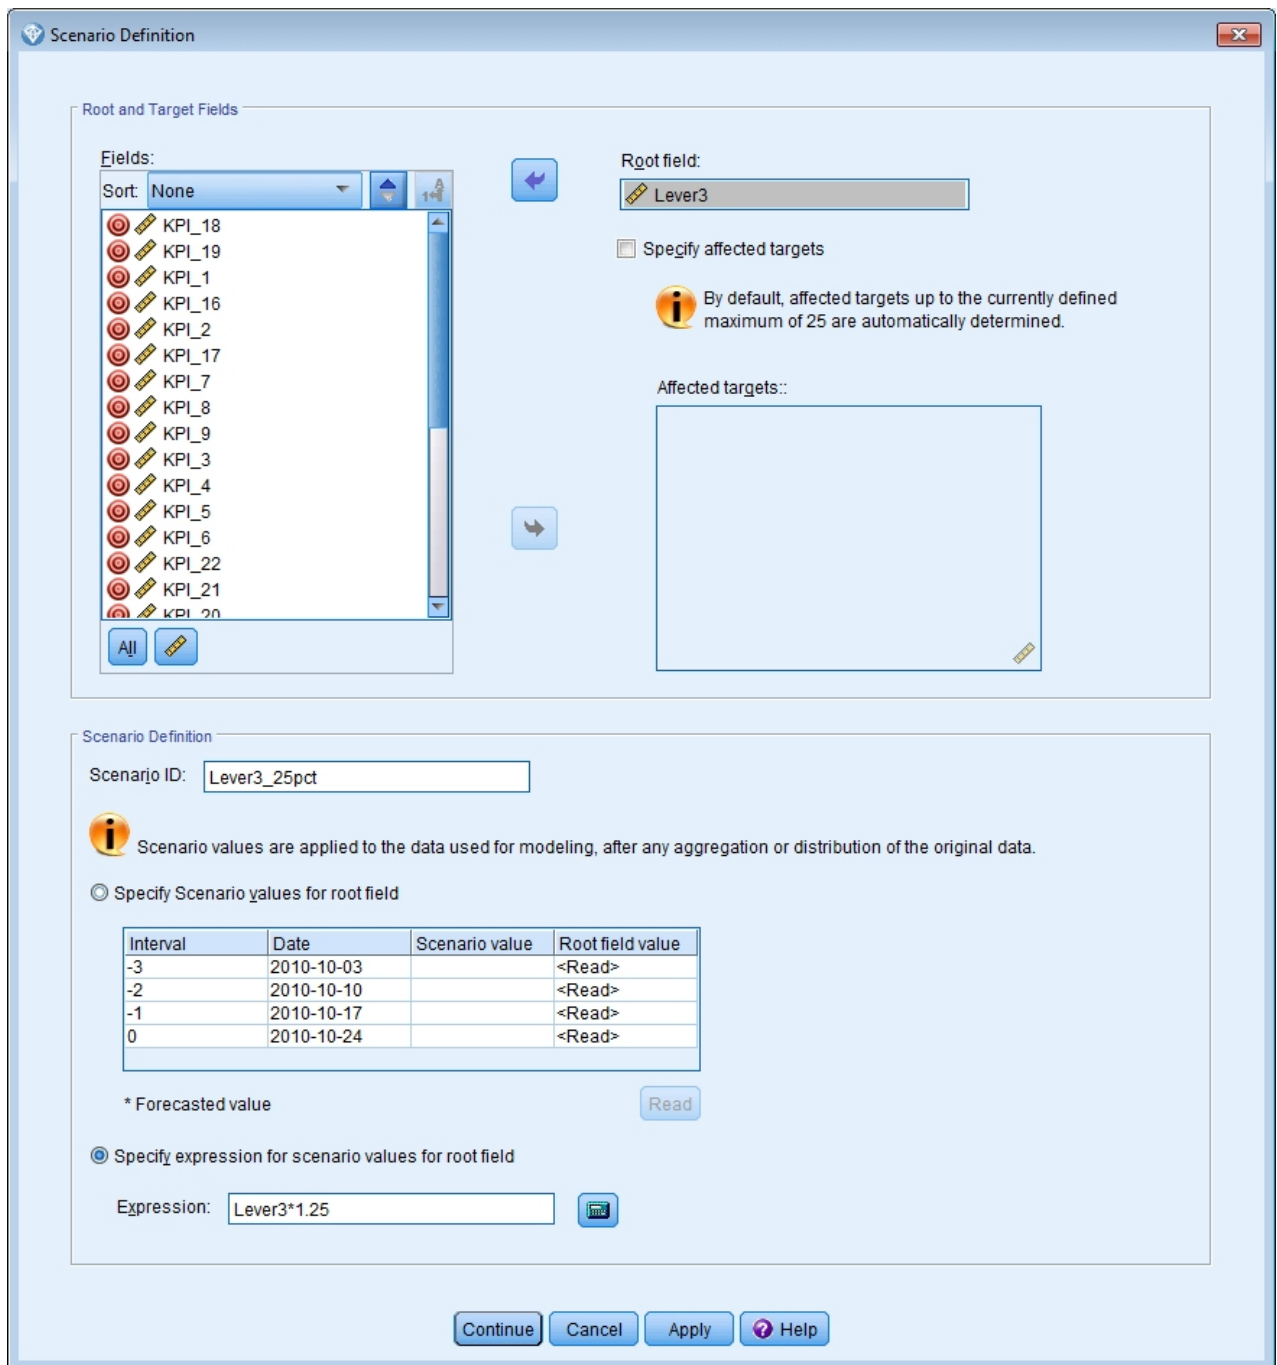 Scenario Definition
Root and Target Fields
Fields:
Sort: None
KPI_18
KPI_19
KPI_1
KPI_16
KPI_2
KPI_17
KPI_7
KPI_8
KPI_9
KPI_3
KPI_4
KPI_5
KPI_6
KPI_22
KPI_21
KPI_20
All
Root field:
Lever3
Specify affected targets
By default, affected targets up to the currently defined
maximum of 25 are automatically determined.
Affected targets::
Scenario Definition
Scenario ID: Lever3_25pct
Scenario values are applied to the data used for modeling, after any aggregation or distribution of the original data.
Specify Scenario values for root field
Interval Date Scenario value Root field value
-3 2010-10-03 <Read>
-2 2010-10-10 <Read>
-1 2010-10-17 <Read>
0 2010-10-24 <Read>
* Forecasted value Read
Specify expression for scenario values for root field
Expression: Lever3*1.25
Continue Cancel Apply Help